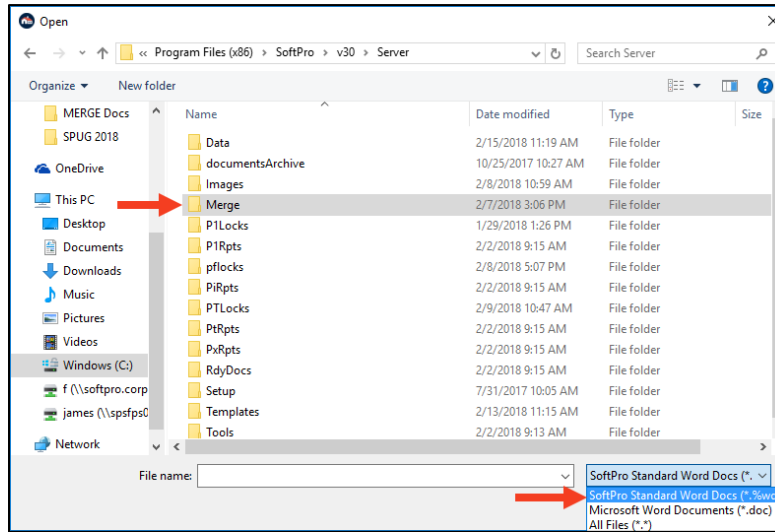 Open
« Program Files (x86) > SoftPro > v30 > Server
Search Server
Organize
New folder
MERGE Docs
SPUG 2018
OneDrive
This PC
Desktop
Documents
Downloads
Music
Pictures
Videos
Windows (C:)
f (\\softpro.corp
james (\\spsfps0
Network
Name Date modified Type Size
Data 2/15/2018 11:19 AM File folder
documentsArchive 10/25/2017 10:27 AM File folder
Images 2/8/2018 10:59 AM File folder
Merge 2/7/2018 3:06 PM File folder
P1Locks 1/29/2018 1:26 PM File folder
P1Rpts 2/2/2018 9:15 AM File folder
pflocks 2/8/2018 5:07 PM File folder
PiRpts 2/2/2018 9:15 AM File folder
PTLocks 2/9/2018 10:47 AM File folder
PtRpts 2/2/2018 9:15 AM File folder
PxRpts 2/2/2018 9:15 AM File folder
RdyDocs 2/2/2018 9:15 AM File folder
Setup 7/31/2017 10:05 AM File folder
Templates 2/13/2018 11:15 AM File folder
Tools 2/2/2018 9:13 AM File folder
File name:
SoftPro Standard Word Docs (*.
SoftPro Standard Word Docs (*.%wo
Microsoft Word Documents (*.doc)
All Files (*.*)